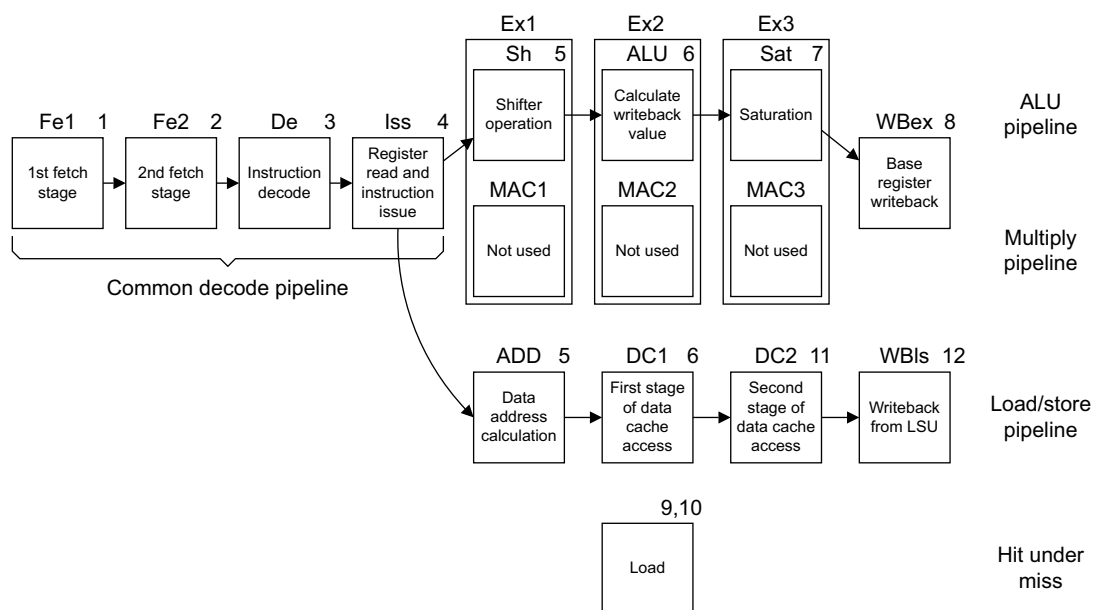 Ex1
Ex2
Ex3
Sh 5
ALU 6
Sat 7
Fe1 1
Fe2 2
De 3
Iss 4
Shifter
operation
Calculate
writeback
value
Saturation
ALU
pipeline
WBex 8
1st fetch
stage
2nd fetch
stage
Instruction
decode
Register
read and
instruction
issue
Base
register
writeback
MAC1
MAC2
MAC3
Not used
Not used
Not used
Multiply
pipeline
Common decode pipeline
ADD 5
DC1 6
DC2 11
WBls 12
Data
address
calculation
First stage
of data
cache
access
Second
stage of
data cache
access
Writeback
from LSU
Load/store
pipeline
9,10
Load
Hit under
miss